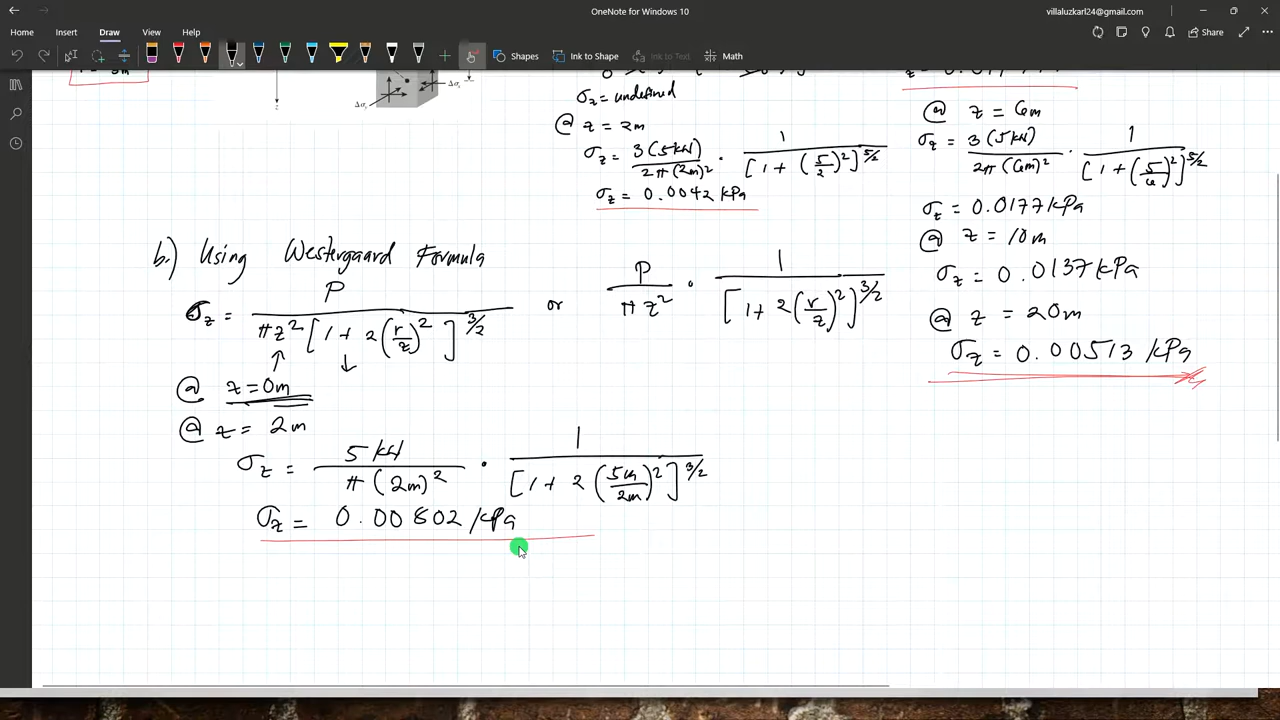 OneNote for Windows 10
villaluzkarl24@gmail.com
Home Insert Draw View Help
Share
Shapes Ink to Shape Ink to Text Math
σz = undefined
@ z = 2m
σz = 3(5kN) / 2π(2m)² · 1 / [1 + (5/2)²]^5/2
σz = 0.0042 kPa
@ z = 6m
σz = 3(5kN) / 2π(6m)² · 1 / [1 + (5/6)²]^5/2
σz = 0.0177 kPa
@ z = 10m
σz = 0.0137 kPa
@ z = 20m
σz = 0.00513 kPa
b.) Using Westergaard Formula
σz = P / πz² [1 + 2(r/z)²]^3/2 or P / πz² · 1 / [1 + 2(r/z)²]^3/2
@ z = 0m
@ z = 2m
σz = 5 kN / π(2m)² · 1 / [1 + 2(5m/2m)²]^3/2
σz = 0.00802 kPa